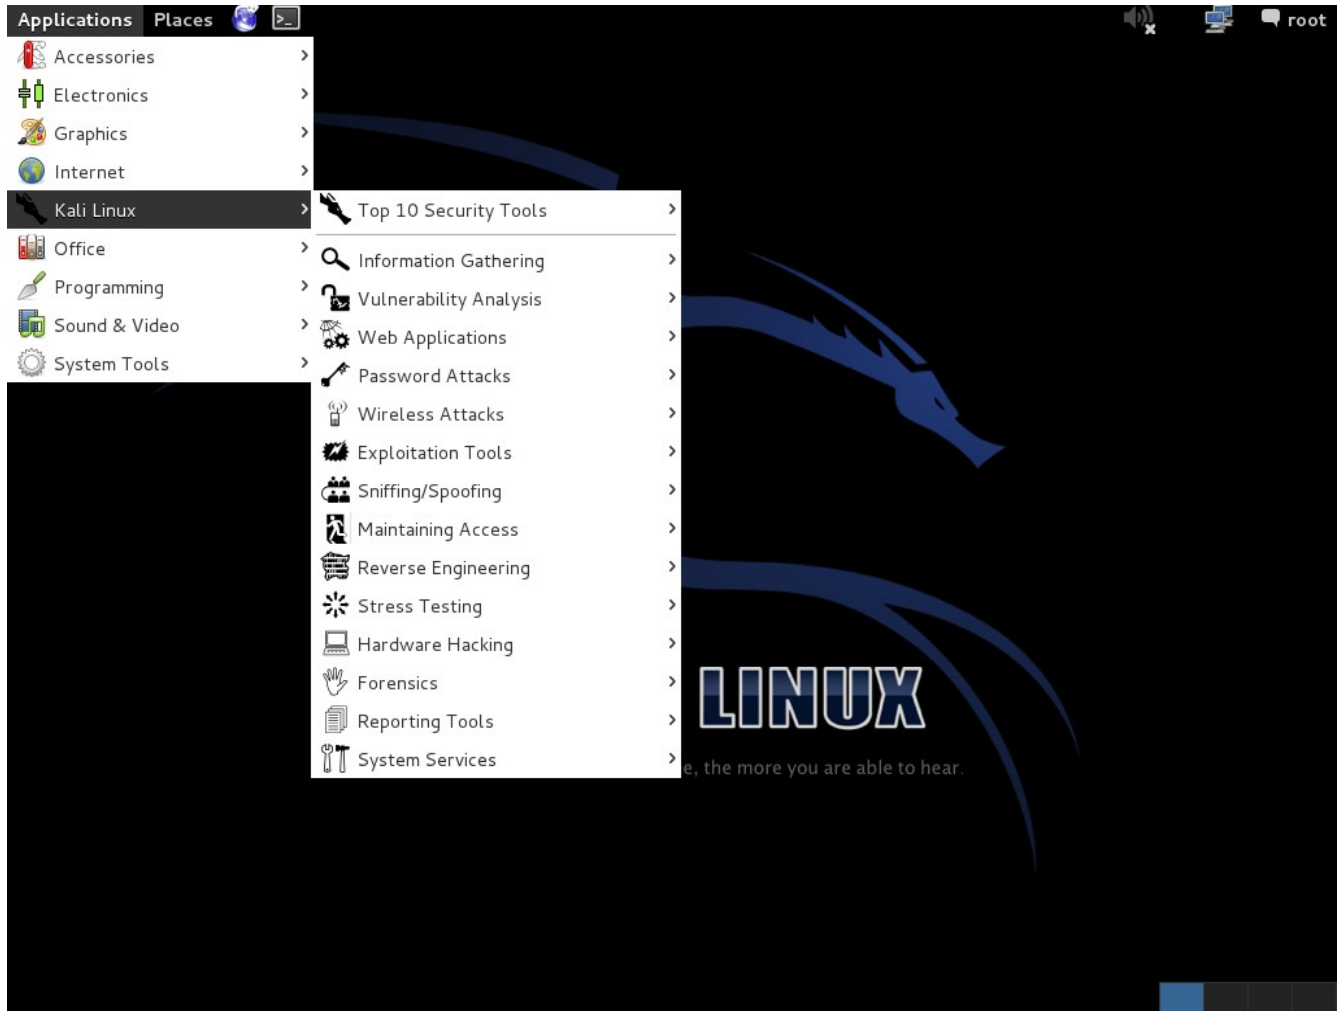 Applications Places root
Accessories
Electronics
Graphics
Internet
Kali Linux
Office
Programming
Sound & Video
System Tools
Top 10 Security Tools
Information Gathering
Vulnerability Analysis
Web Applications
Password Attacks
Wireless Attacks
Exploitation Tools
Sniffing/Spoofing
Maintaining Access
Reverse Engineering
Stress Testing
Hardware Hacking
Forensics
Reporting Tools
System Services
LINUX
e, the more you are able to hear.